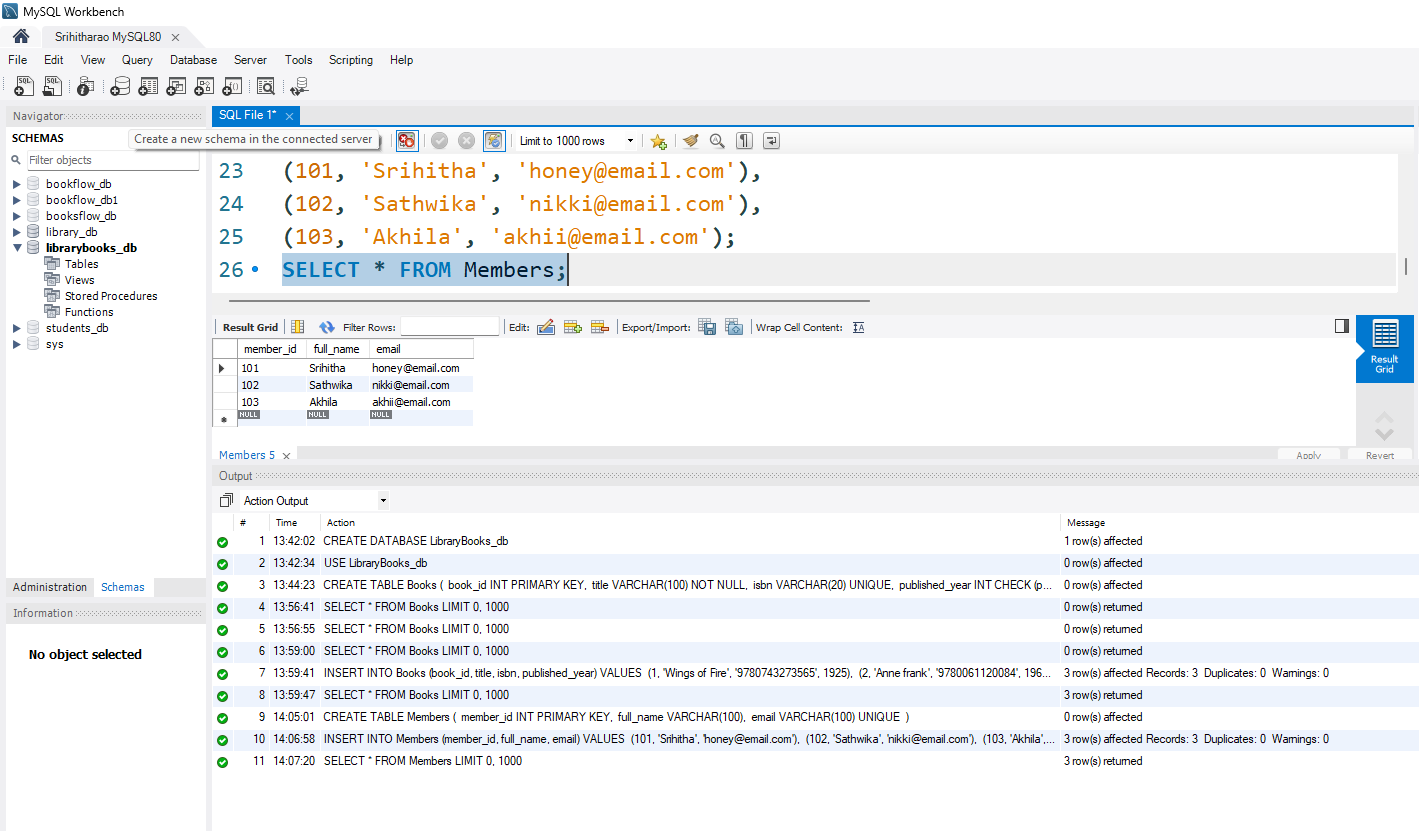 MySQL Workbench
Srihitharao MySQL80
File Edit View Query Database Server Tools Scripting Help
Navigator
SCHEMAS
Filter objects
bookflow_db
bookflow_db1
booksflow_db
library_db
librarybooks_db
Tables
Views
Stored Procedures
Functions
students_db
sys
Administration Schemas
Information
No object selected
SQL File 1*
Create a new schema in the connected server
Limit to 1000 rows
23 (101, 'Srihitha', 'honey@email.com'),
24 (102, 'Sathwika', 'nikki@email.com'),
25 (103, 'Akhila', 'akhii@email.com');
26 SELECT * FROM Members;
Result Grid Filter Rows: Edit: Export/Import: Wrap Cell Content:
member_id full_name email
101 Srihitha honey@email.com
102 Sathwika nikki@email.com
103 Akhila akhii@email.com
NULL NULL NULL
Result
Grid
Members 5 Apply Revert
Output
Action Output
# Time Action Message
1 13:42:02 CREATE DATABASE LibraryBooks_db 1 row(s) affected
2 13:42:34 USE LibraryBooks_db 0 row(s) affected
3 13:44:23 CREATE TABLE Books ( book_id INT PRIMARY KEY, title VARCHAR(100) NOT NULL, isbn VARCHAR(20) UNIQUE, published_year INT CHECK (p... 0 row(s) affected
4 13:56:41 SELECT * FROM Books LIMIT 0, 1000 0 row(s) returned
5 13:56:55 SELECT * FROM Books LIMIT 0, 1000 0 row(s) returned
6 13:59:00 SELECT * FROM Books LIMIT 0, 1000 0 row(s) returned
7 13:59:41 INSERT INTO Books (book_id, title, isbn, published_year) VALUES (1, 'Wings of Fire', '9780743273565', 1925), (2, 'Anne frank', '9780061120084', 196... 3 row(s) affected Records: 3 Duplicates: 0 Warnings: 0
8 13:59:47 SELECT * FROM Books LIMIT 0, 1000 3 row(s) returned
9 14:05:01 CREATE TABLE Members ( member_id INT PRIMARY KEY, full_name VARCHAR(100), email VARCHAR(100) UNIQUE ) 0 row(s) affected
10 14:06:58 INSERT INTO Members (member_id, full_name, email) VALUES (101, 'Srihitha', 'honey@email.com'), (102, 'Sathwika', 'nikki@email.com'), (103, 'Akhila',... 3 row(s) affected Records: 3 Duplicates: 0 Warnings: 0
11 14:07:20 SELECT * FROM Members LIMIT 0, 1000 3 row(s) returned